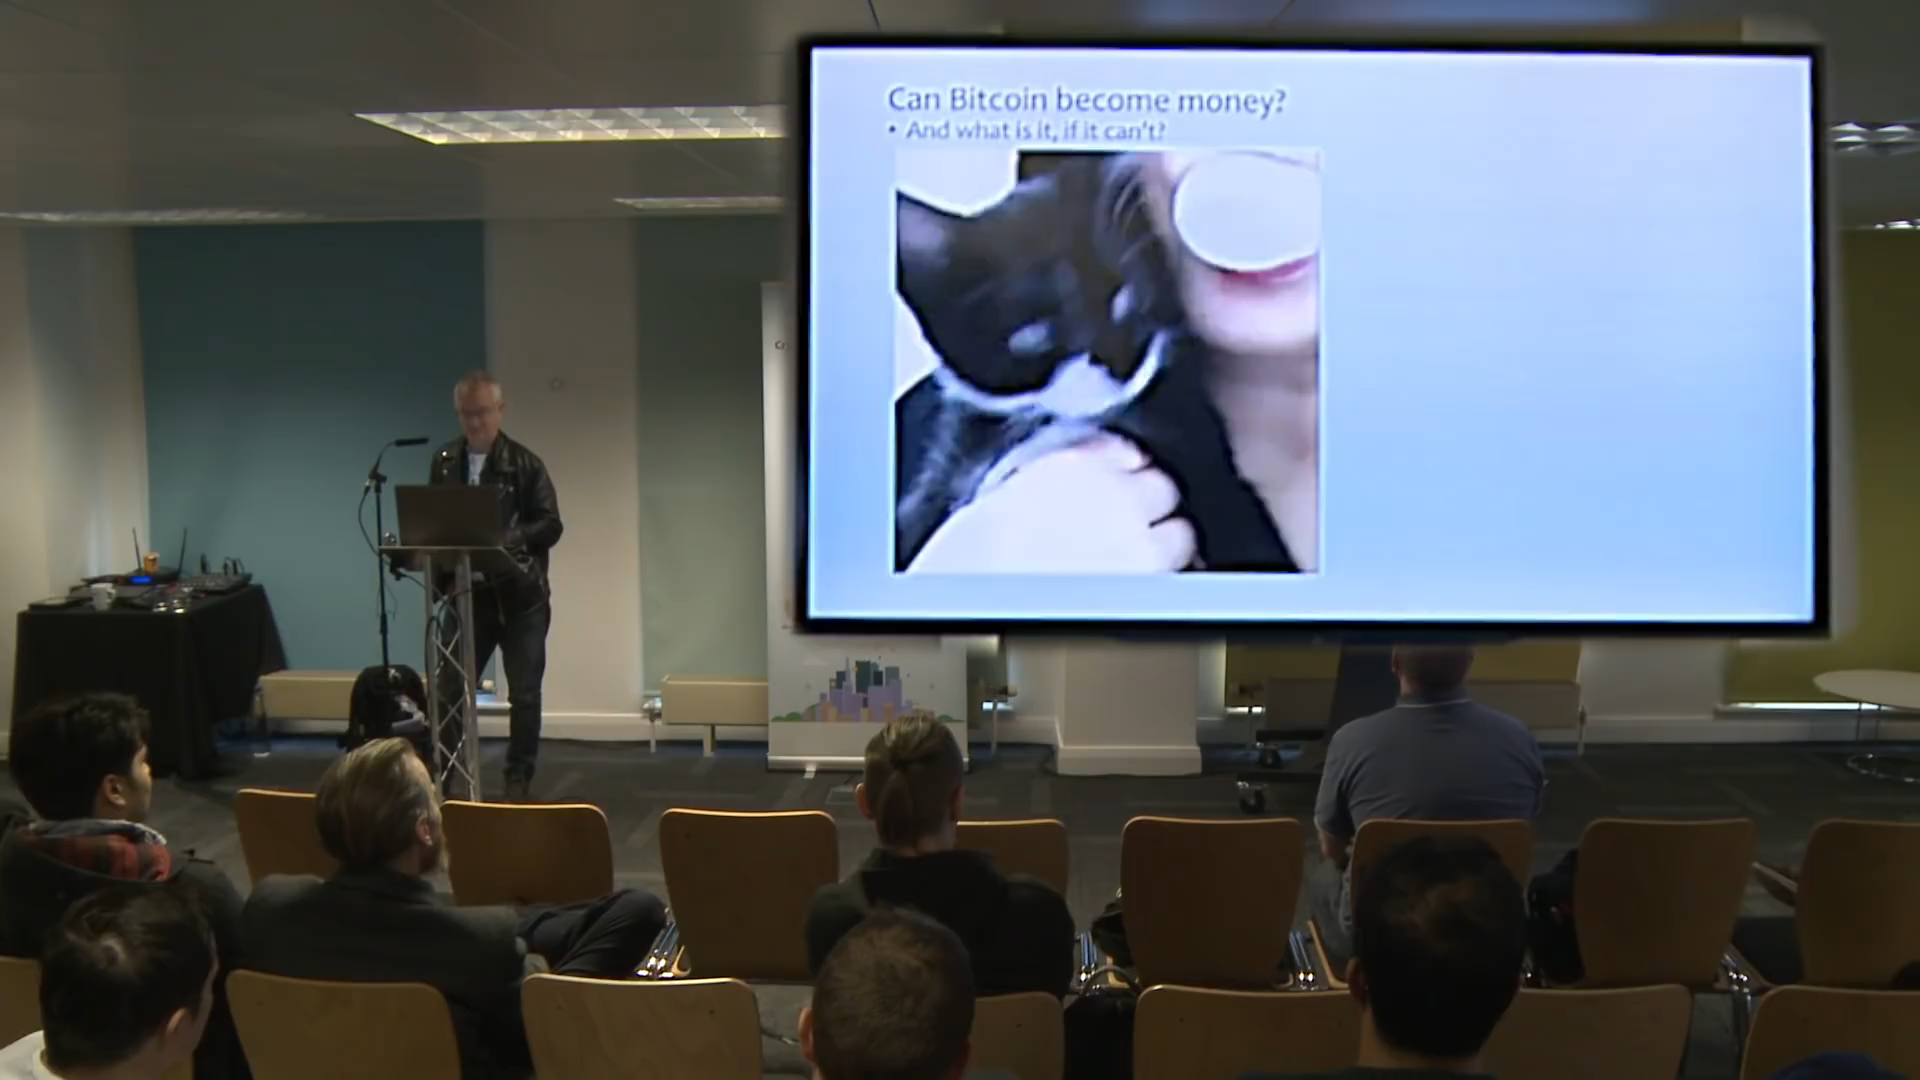 Can Bitcoin become money?
• And what is it, if it can't?